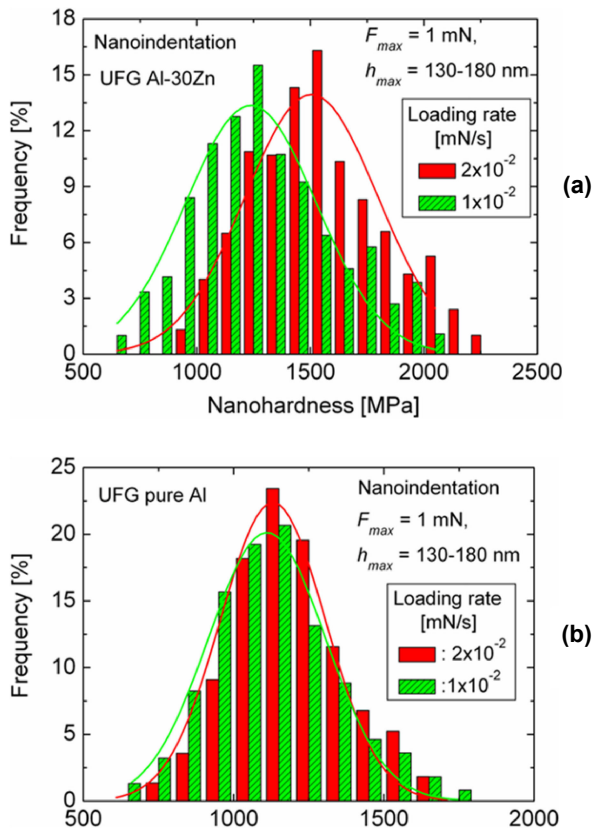 Nanoindentation
UFG Al-30Zn
F_max = 1 mN,
h_max = 130-180 nm
Loading rate
[mN/s]
2x10⁻²
1x10⁻²
(a)
Frequency [%]
18
15
12
9
6
3
0
500 1000 1500 2000 2500
Nanohardness [MPa]
UFG pure Al
Nanoindentation
F_max = 1 mN,
h_max = 130-180 nm
Loading rate
[mN/s]
: 2x10⁻²
:1x10⁻²
(b)
Frequency [%]
25
20
15
10
5
0
1000 1500 2000